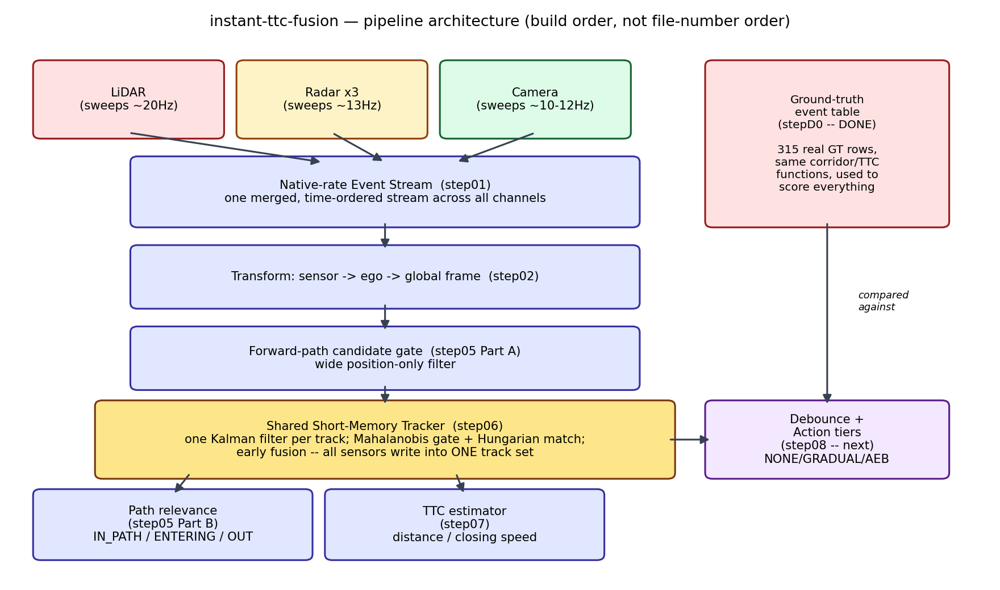 instant-ttc-fusion — pipeline architecture (build order, not file-number order)
LiDAR
(sweeps ~20Hz)
Radar x3
(sweeps ~13Hz)
Camera
(sweeps ~10-12Hz)
Ground-truth
event table
(stepD0 -- DONE)
315 real GT rows,
same corridor/TTC
functions, used to
score everything
Native-rate Event Stream  (step01)
one merged, time-ordered stream across all channels
Transform: sensor -> ego -> global frame  (step02)
compared
against
Forward-path candidate gate  (step05 Part A)
wide position-only filter
Shared Short-Memory Tracker  (step06)
one Kalman filter per track; Mahalanobis gate + Hungarian match;
early fusion -- all sensors write into ONE track set
Debounce +
Action tiers
(step08 -- next)
NONE/GRADUAL/AEB
Path relevance
(step05 Part B)
IN_PATH / ENTERING / OUT
TTC estimator
(step07)
distance / closing speed